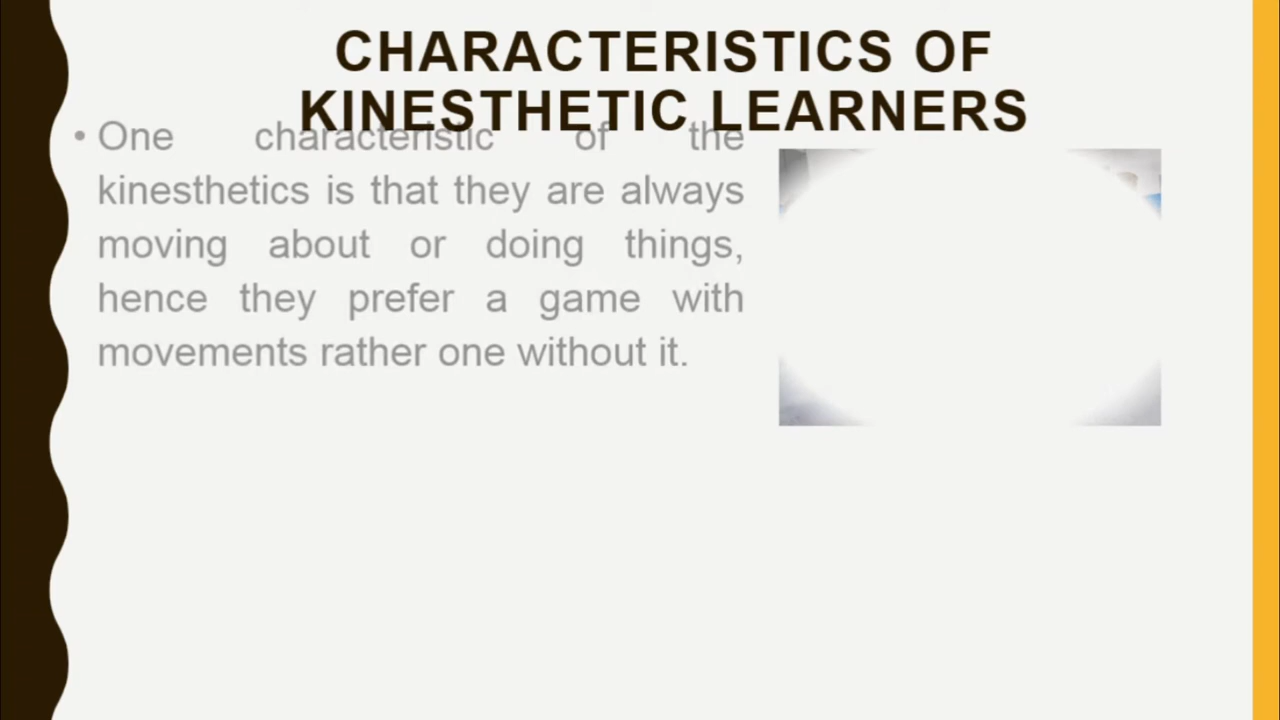 CHARACTERISTICS OF
KINESTHETIC LEARNERS
• One characteristic of the
kinesthetics is that they are always
moving about or doing things,
hence they prefer a game with
movements rather one without it.